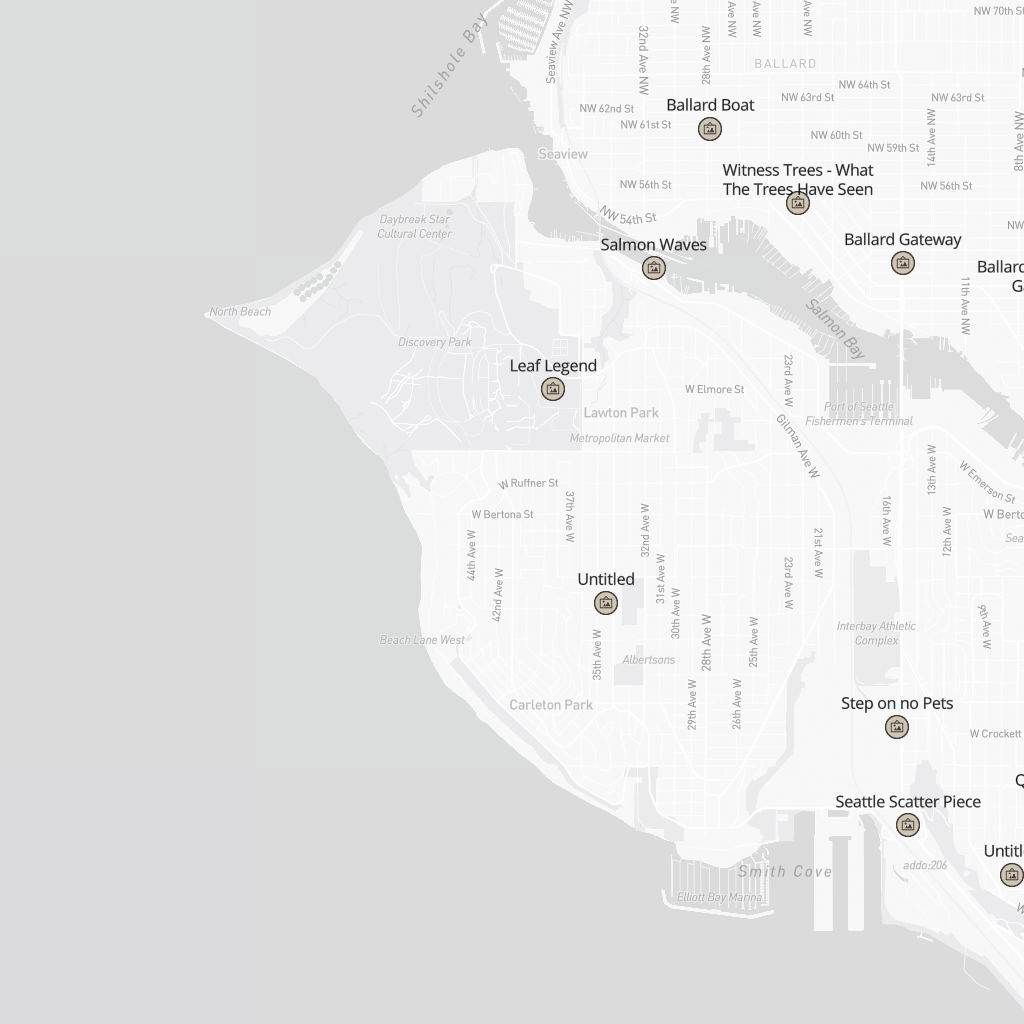 NW 70th St
Shilshole Bay
Seaview Ave NW
32nd Ave NW
28th Ave NW
BALLARD
NW 64th St
NW 62nd St
Ballard Boat
NW 63rd St
NW 63rd St
NW 61st St
NW 60th St
14th Ave NW
8th Ave
NW 59th St
Seaview
Witness Trees - What
The Trees Have Seen
NW 56th St
NW 56th St
NW 54th St
Daybreak Star
Cultural Center
NW
Salmon Waves
Ballard Gateway
Ballard
11th Ave NW
North Beach
Salmon Bay
Discovery Park
Leaf Legend
W Elmore St
23rd Ave W
Lawton Park
Port of Seattle
Fishermen's Terminal
Metropolitan Market
Gilman Ave W
13th Ave W
W Emerson St
W Ruffner St
37th Ave W
W Bertona St
32nd Ave W
16th Ave W
12th Ave W
44th Ave W
42nd Ave W
21st Ave W
Untitled
31st Ave W
30th Ave W
23rd Ave W
9th Ave W
Interbay Athletic
Complex
Beach Lane West
35th Ave W
28th Ave W
25th Ave W
Albertsons
29th Ave W
26th Ave W
Carleton Park
Step on no Pets
W Crockett
Seattle Scatter Piece
Smith Cove
addo:206
Elliott Bay Marina